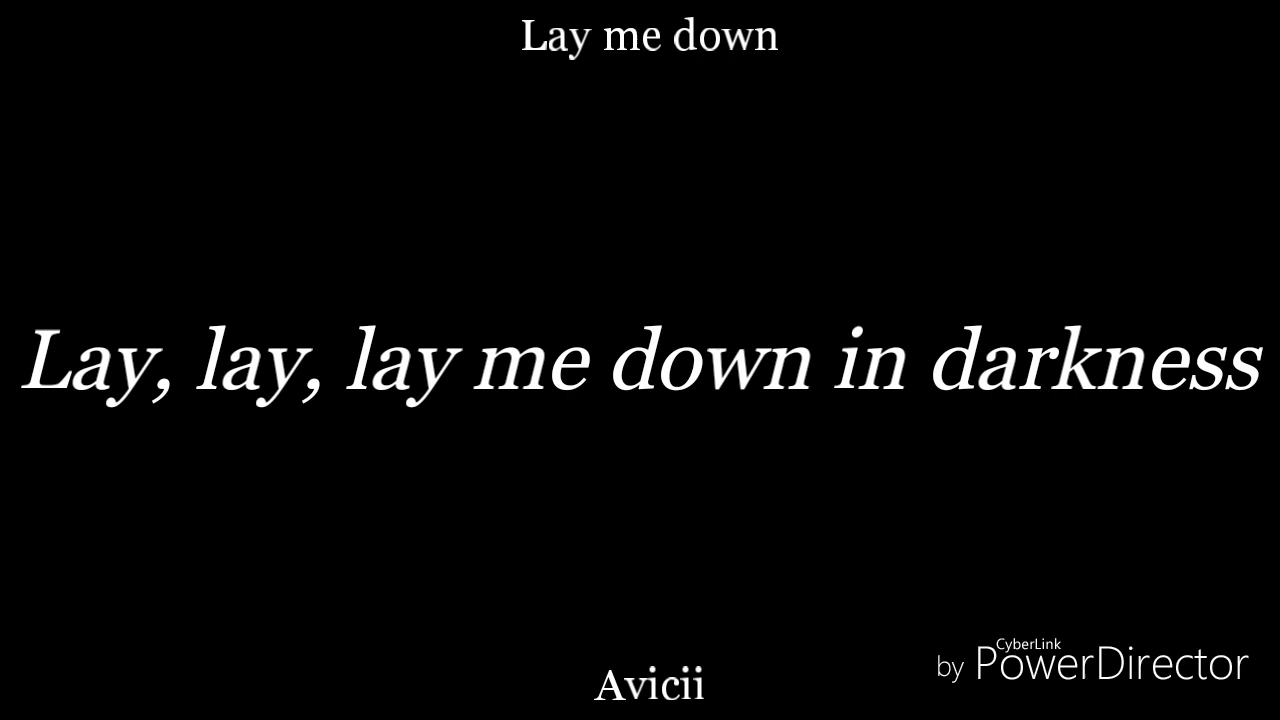 Lay me down
Lay, lay, lay me down in darkness
CyberLink
by PowerDirector
Avicii